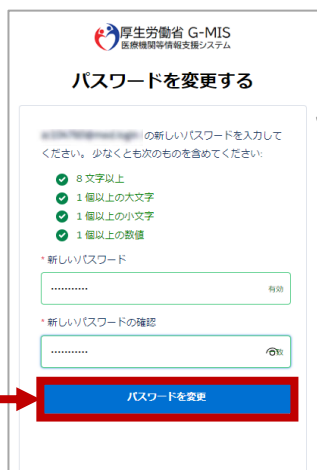 厚生労働省 G-MIS
医療機関等情報支援システム
パスワードを変更する
の新しいパスワードを入力して
ください。 少なくとも次のものを含めてください:
8 文字以上
1 個以上の大文字
1 個以上の小文字
1 個以上の数値
* 新しいパスワード
••••••••••• 有効
* 新しいパスワードの確認
•••••••••••
パスワードを変更